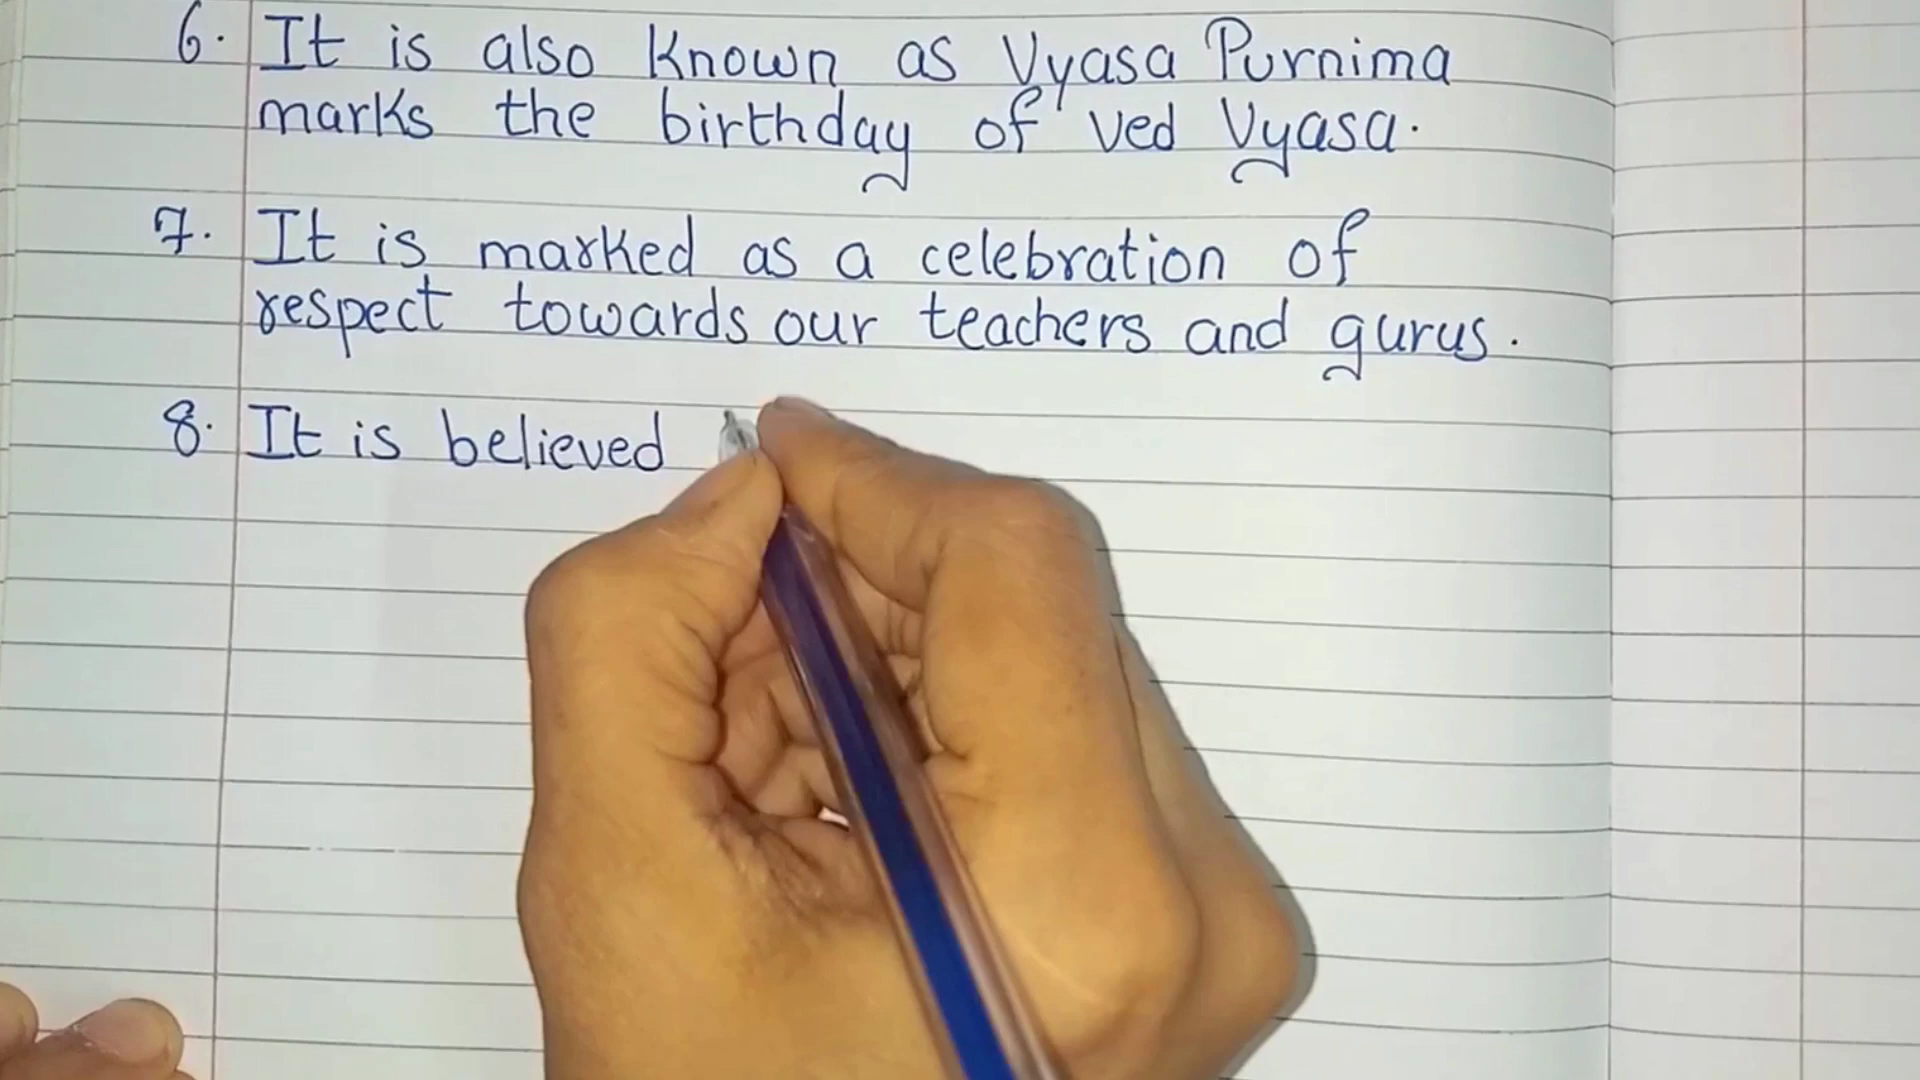 6. It is also Known as Vyasa Purnima
marks the birthday of ved Vyasa.
7. It is marked as a celebration of
respect towards our teachers and gurus.
8. It is believed